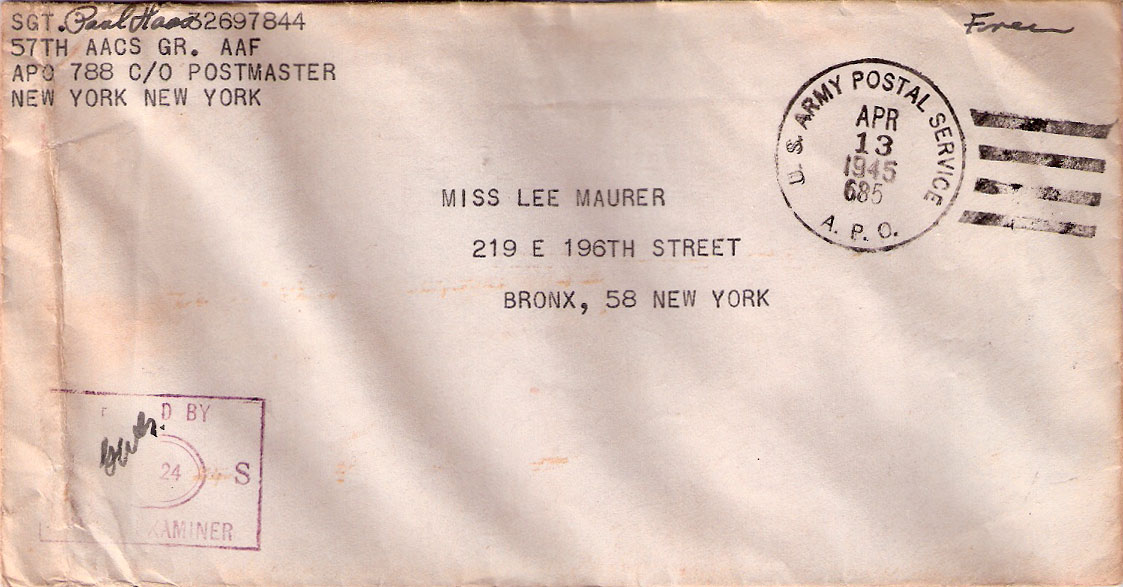 SGT. Paul Haas 32697844
57TH AACS GR. AAF
APO 788 C/O POSTMASTER
NEW YORK NEW YORK
Free
U.S. ARMY POSTAL SERVICE
APR
13
1945
685
A. P. O.
MISS LEE MAURER
219 E 196TH STREET
BRONX, 58 NEW YORK
D BY
24 S
XAMINER